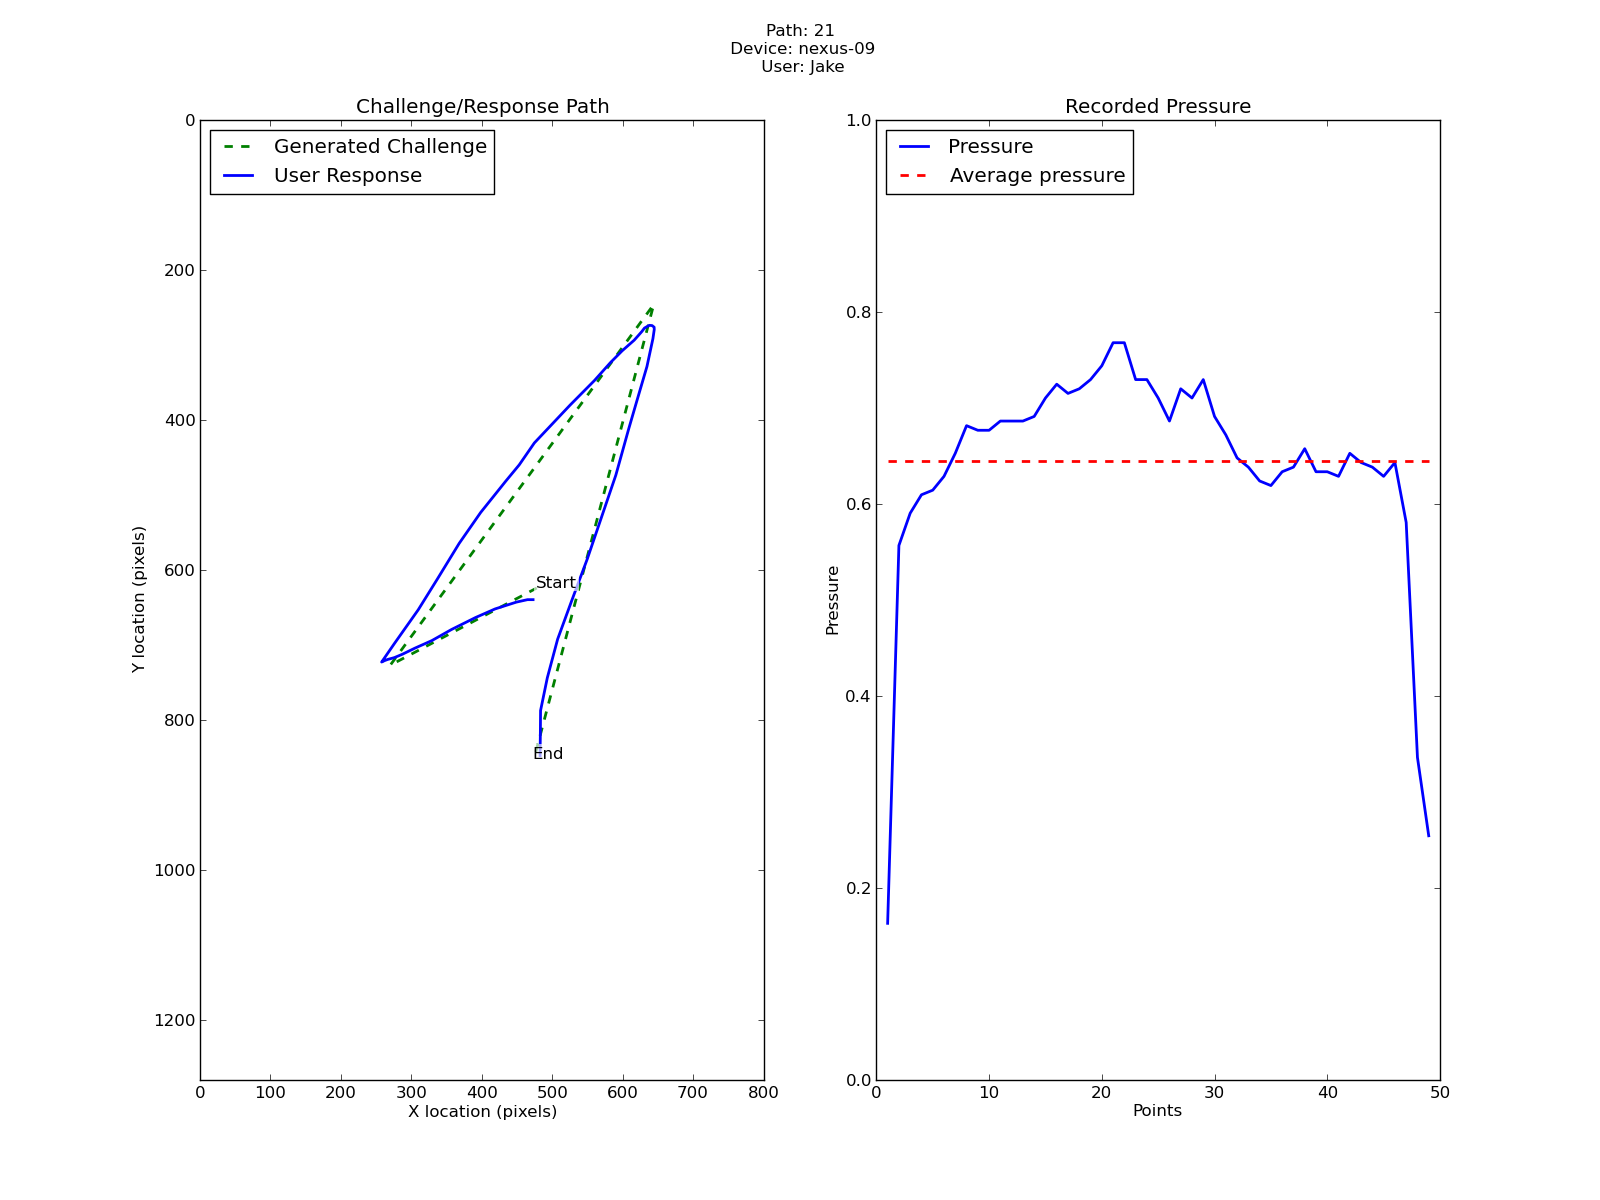 Path: 21
Device: nexus-09
User: Jake
Challenge/Response Path
Generated Challenge
User Response
Start
End
0
200
400
600
800
1000
1200
Y location (pixels)
0 100 200 300 400 500 600 700 800
X location (pixels)
Recorded Pressure
Pressure
Average pressure
1.0
0.8
0.6
0.4
0.2
0.0
Pressure
0 10 20 30 40 50
Points